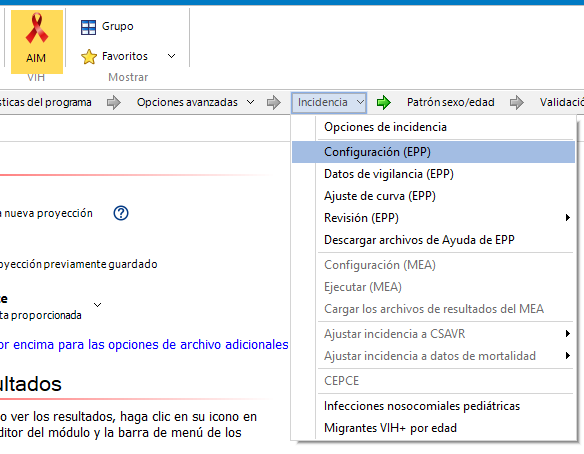 Grupo
AIM
Favoritos
VIH
Mostrar
sticas del programa
Opciones avanzadas
Incidencia
Patrón sexo/edad
Validació
Opciones de incidencia
Configuración (EPP)
Datos de vigilancia (EPP)
Ajuste de curva (EPP)
Revisión (EPP)
Descargar archivos de Ayuda de EPP
Configuración (MEA)
Ejecutar (MEA)
Cargar los archivos de resultados del MEA
Ajustar incidencia a CSAVR
Ajustar incidencia a datos de mortalidad
CEPCE
Infecciones nosocomiales pediátricas
Migrantes VIH+ por edad
a nueva proyección
oyección previamente guardado
te
ta proporcionada
or encima para las opciones de archivo adicionales
ultados
o ver los resultados, haga clic en su icono en
ditor del módulo y la barra de menú de los